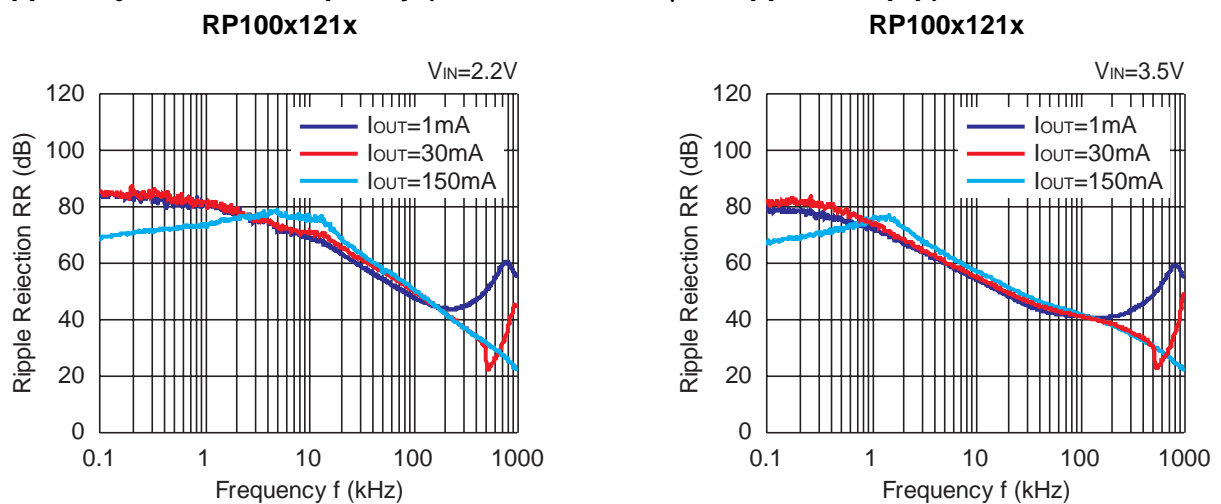 RP100x121x
VIN=2.2V
Ripple Rejection RR (dB)
120
100
80
60
40
20
0
IOUT=1mA
IOUT=30mA
IOUT=150mA
0.1
1
10
100
1000
Frequency f (kHz)
RP100x121x
VIN=3.5V
Ripple Rejection RR (dB)
120
100
80
60
40
20
0
IOUT=1mA
IOUT=30mA
IOUT=150mA
0.1
1
10
100
1000
Frequency f (kHz)